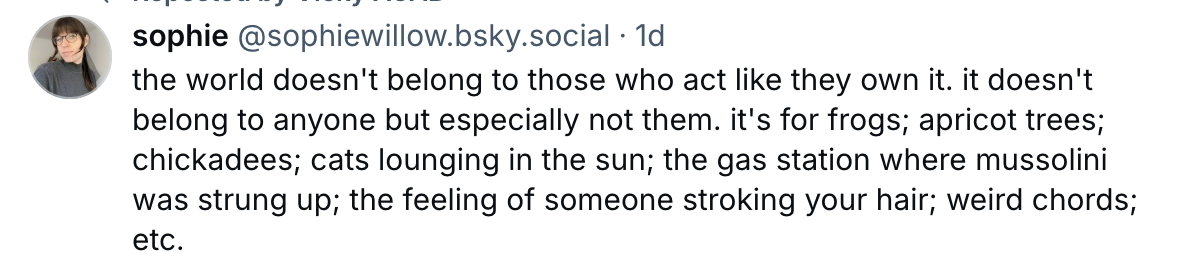 sophie @sophiewillow.bsky.social · 1d
the world doesn't belong to those who act like they own it. it doesn't
belong to anyone but especially not them. it's for frogs; apricot trees;
chickadees; cats lounging in the sun; the gas station where mussolini
was strung up; the feeling of someone stroking your hair; weird chords;
etc.